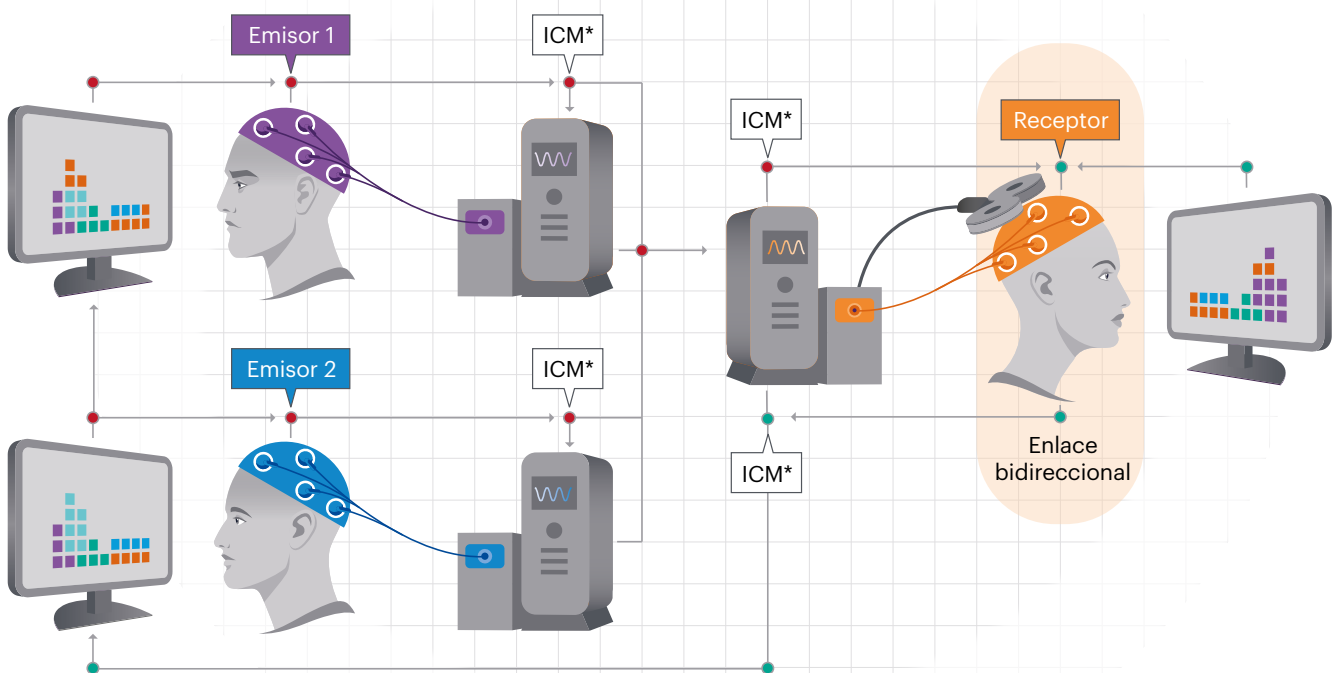 Emisor 1
ICM*
ICM*
Receptor
Emisor 2
ICM*
ICM*
Enlace
bidireccional